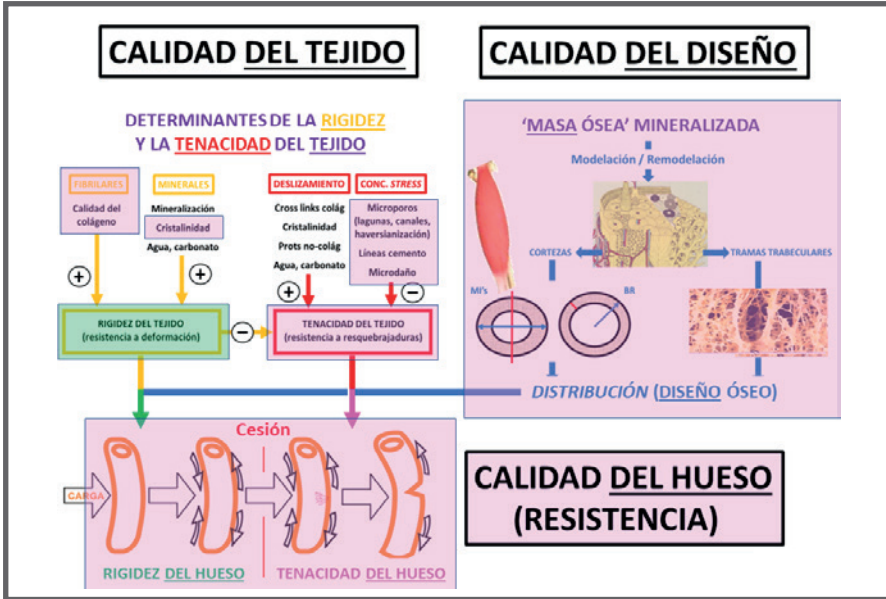 CALIDAD DEL TEJIDO
DETERMINANTES DE LA RIGIDEZ
Y LA TENACIDAD DEL TEJIDO
FIBRILARES
Calidad del
colágeno
MINERALES
Mineralización
Cristalinidad
Agua, carbonato
DESLIZAMIENTO
Cross links colág
Cristalinidad
Prots no-colág
Agua, carbonato
CONC. STRESS
Microporos
(lagunas, canales,
haversianización)
Líneas cemento
Microdaño
+
+
+
−
RIGIDEZ DEL TEJIDO
(resistencia a deformación)
−
TENACIDAD DEL TEJIDO
(resistencia a resquebrajaduras)
CALIDAD DEL DISEÑO
‘MASA ÓSEA’ MINERALIZADA
Modelación / Remodelación
CORTEZAS
TRAMAS TRABECULARES
MI's
BR
DISTRIBUCIÓN (DISEÑO ÓSEO)
Cesión
CARGA
RIGIDEZ DEL HUESO
TENACIDAD DEL HUESO
CALIDAD DEL HUESO
(RESISTENCIA)